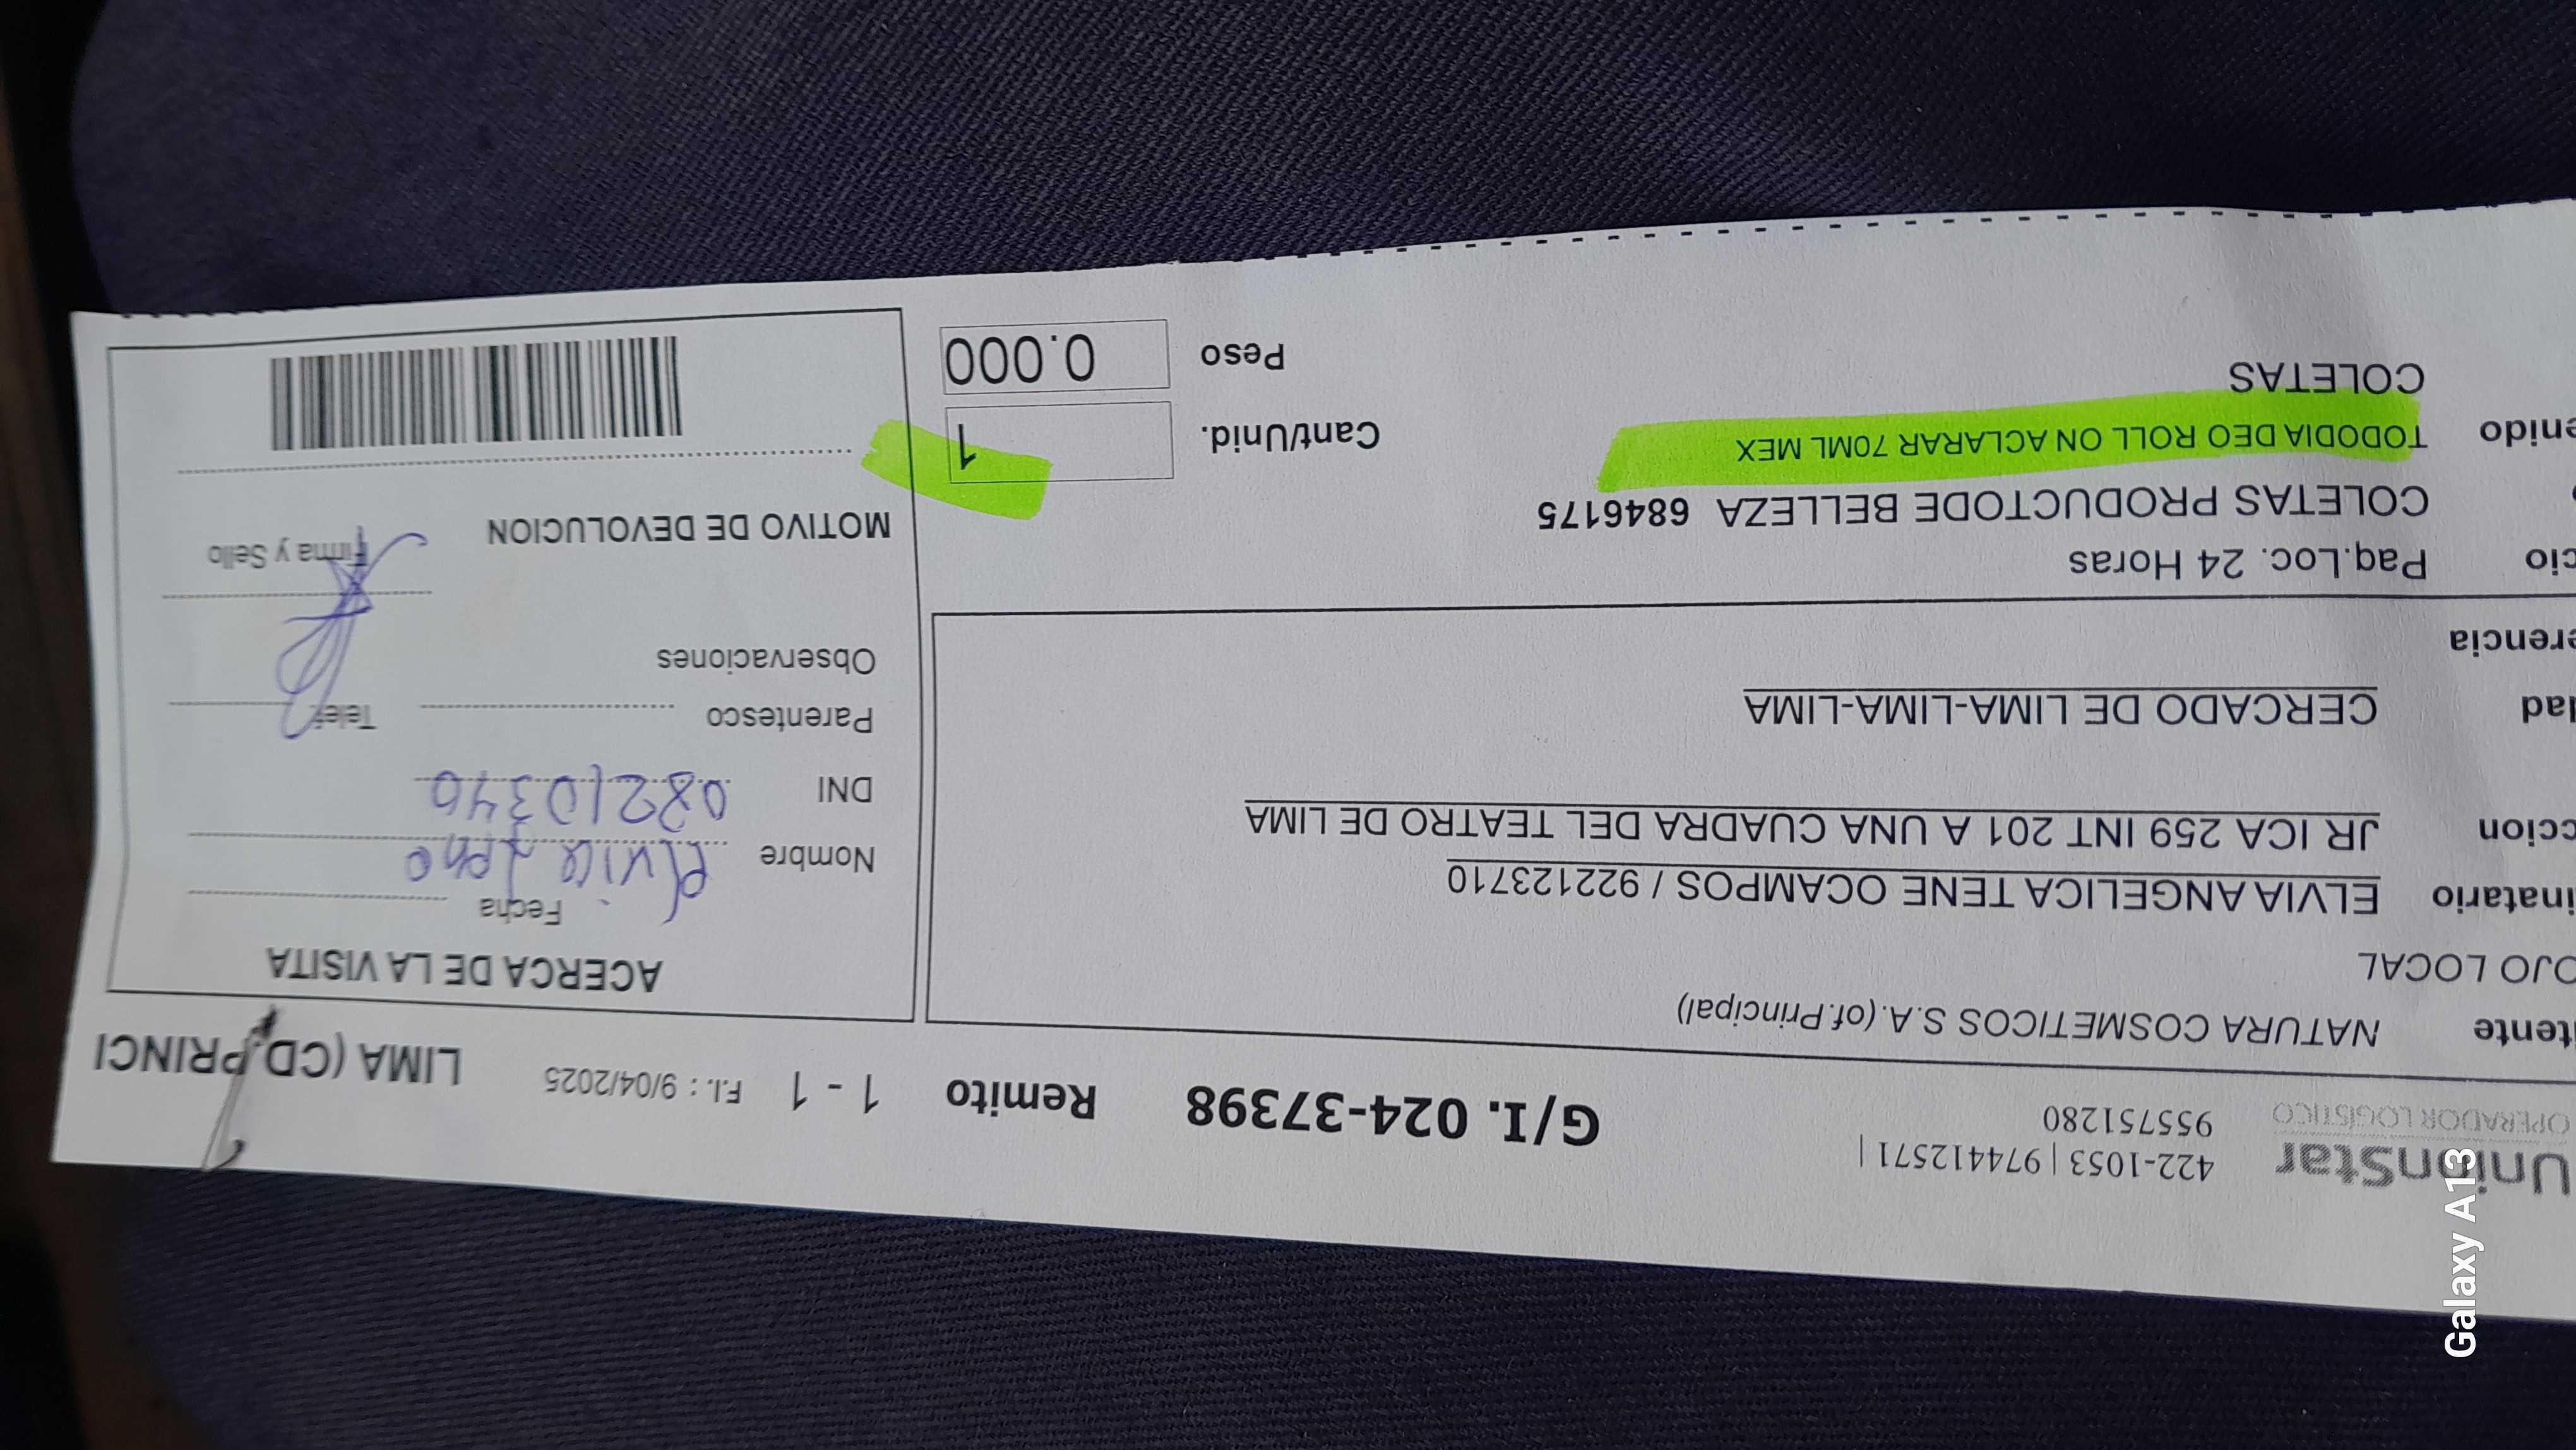 UnionStar
OPERADOR LOGÍSTICO
422-1053 | 974412571 |
955751280
G/I. 024-37398
Remito 1 - 1 F.I. : 9/04/2025 LIMA (CD.PRINCI
tente NATURA COSMETICOS S.A. (of.Principal)
OJO LOCAL
inatario ELVIA ANGELICA TENE OCAMPOS / 922123710
ccion JR ICA 259 INT 201 A UNA CUADRA DEL TEATRO DE LIMA
dad CERCADO DE LIMA-LIMA-LIMA
erencia
cio Paq.Loc. 24 Horas
COLETAS PRODUCTODE BELLEZA 6846175
enido TODODIA DEO ROLL ON ACLARAR 70ML MEX
COLETAS
Cant/Unid. 1
Peso 0.000
ACERCA DE LA VISITA
Fecha
Nombre Elvia Tene
DNI 08210340
Parentesco Telef.
Observaciones
Firma y Sello
MOTIVO DE DEVOLUCION
Galaxy A13